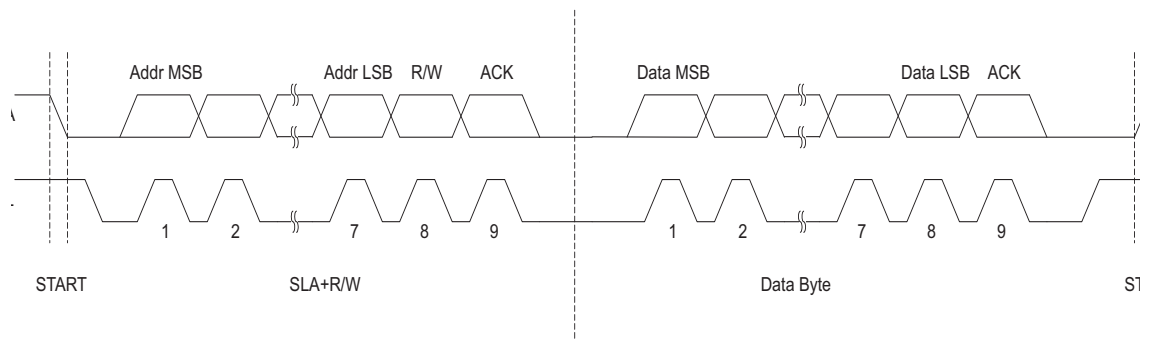 Addr MSB Addr LSB R/W ACK Data MSB Data LSB ACK
1 2 7 8 9 1 2 7 8 9
START SLA+R/W Data Byte